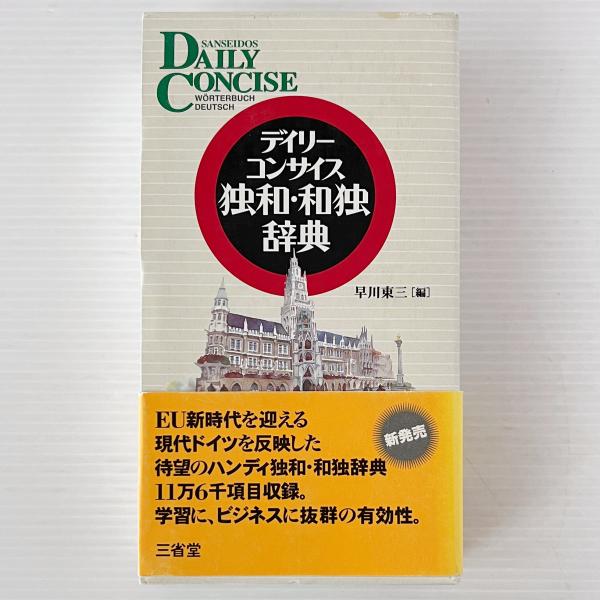 SANSEIDOS
DAILY
CONCISE
WÖRTERBUCH
DEUTSCH
デイリー
コンサイス
独和・和独
辞典
早川東三[編]
EU新時代を迎える
現代ドイツを反映した
待望のハンディ独和・和独辞典
11万6千項目収録。
学習に、ビジネスに抜群の有効性。
新発売
三省堂